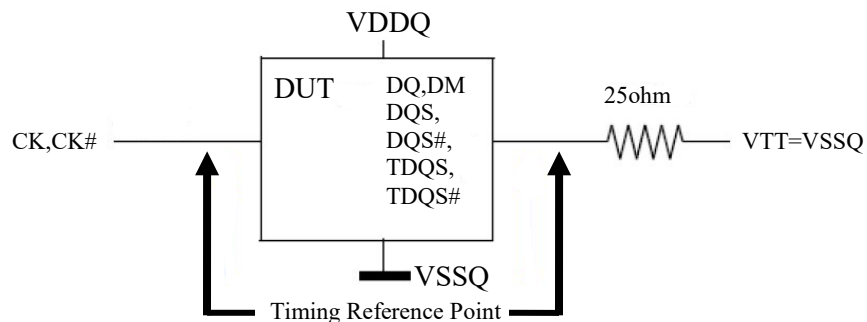 VDDQ
DUT
DQ,DM
DQS,
DQS#,
TDQS,
TDQS#
25ohm
CK,CK#
VTT=VSSQ
VSSQ
Timing Reference Point